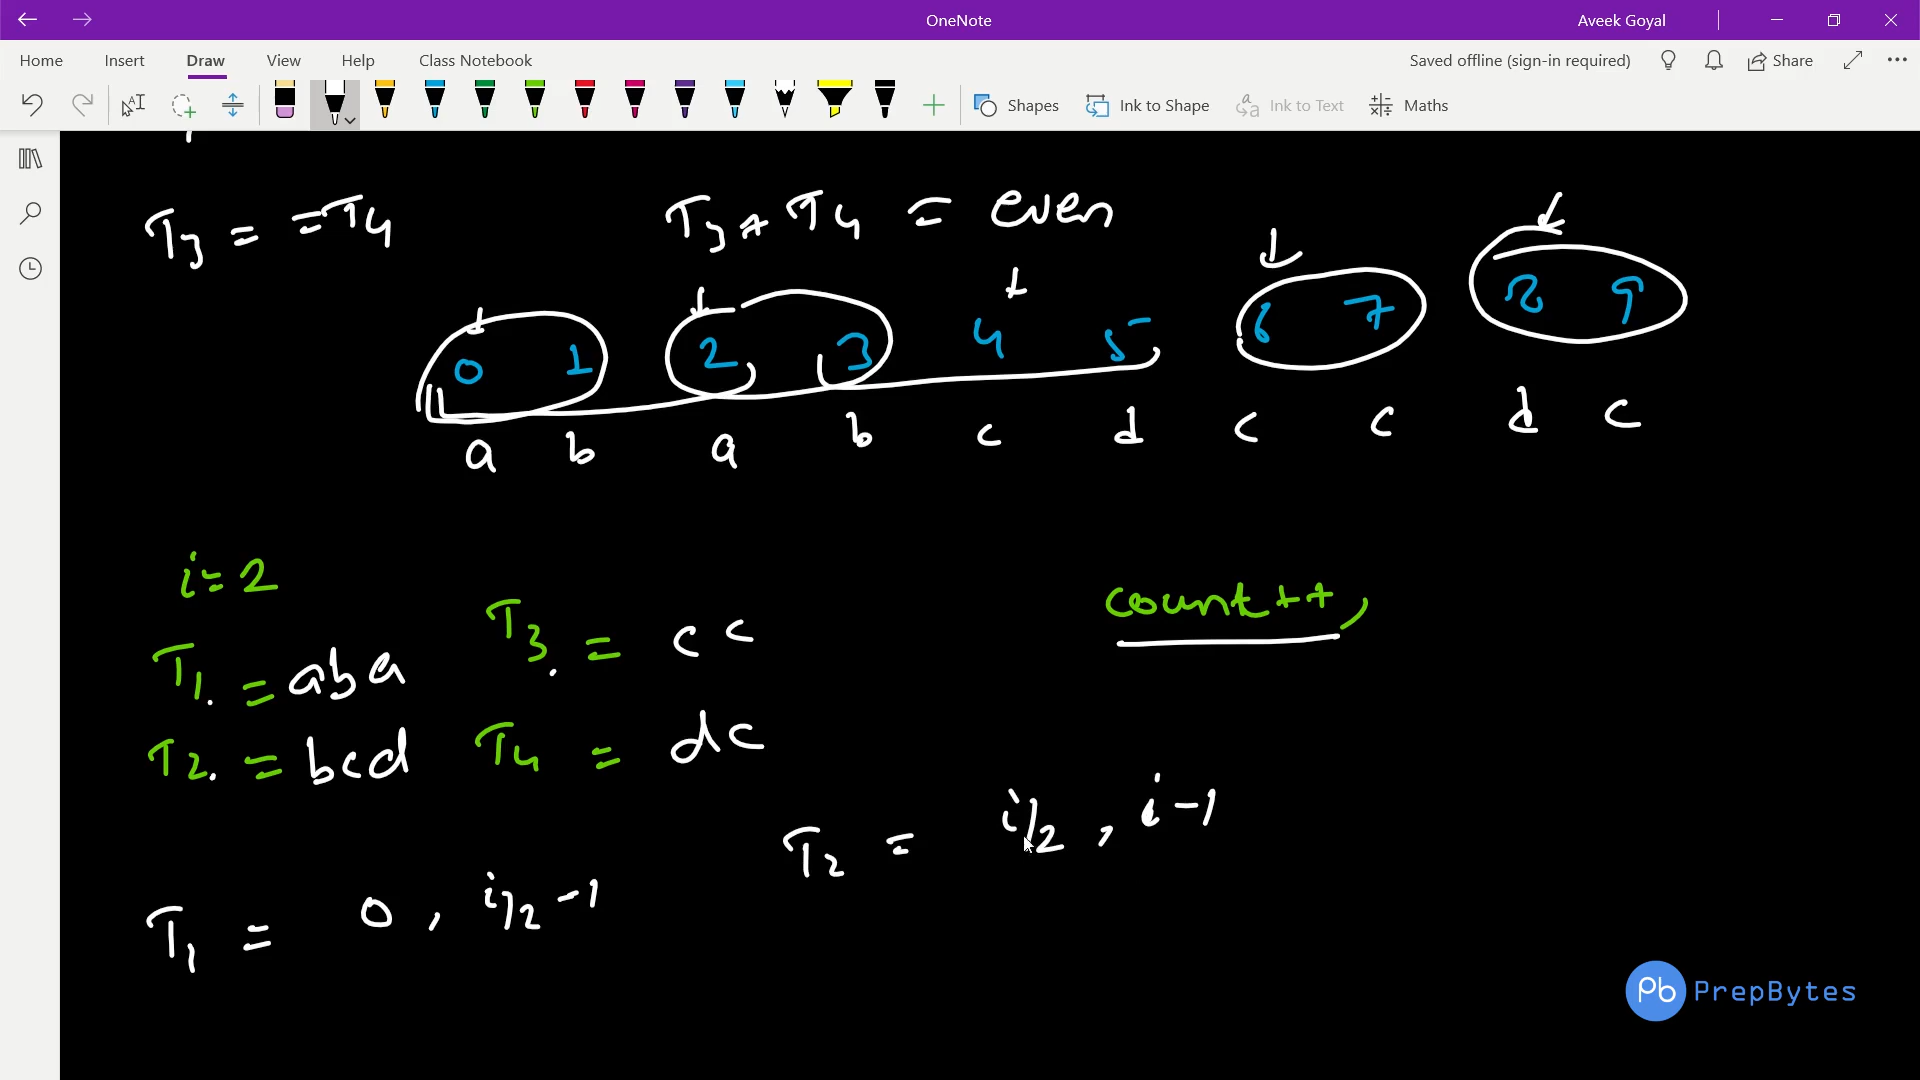 OneNote
Aveek Goyal
Home Insert Draw View Help Class Notebook
Saved offline (sign-in required) Share
Shapes Ink to Shape Ink to Text Maths
T3 = = T4 T3 + T4 = even
0 1 2 3 4 5 6 7 8 9
a b a b c d c c d c
i = 2
count++;
T1 = aba T3 = cc
T2 = bcd T4 = dc
T2 = i/2 , i-1
T1 = 0 , i/2 -1
Pb PrepBytes